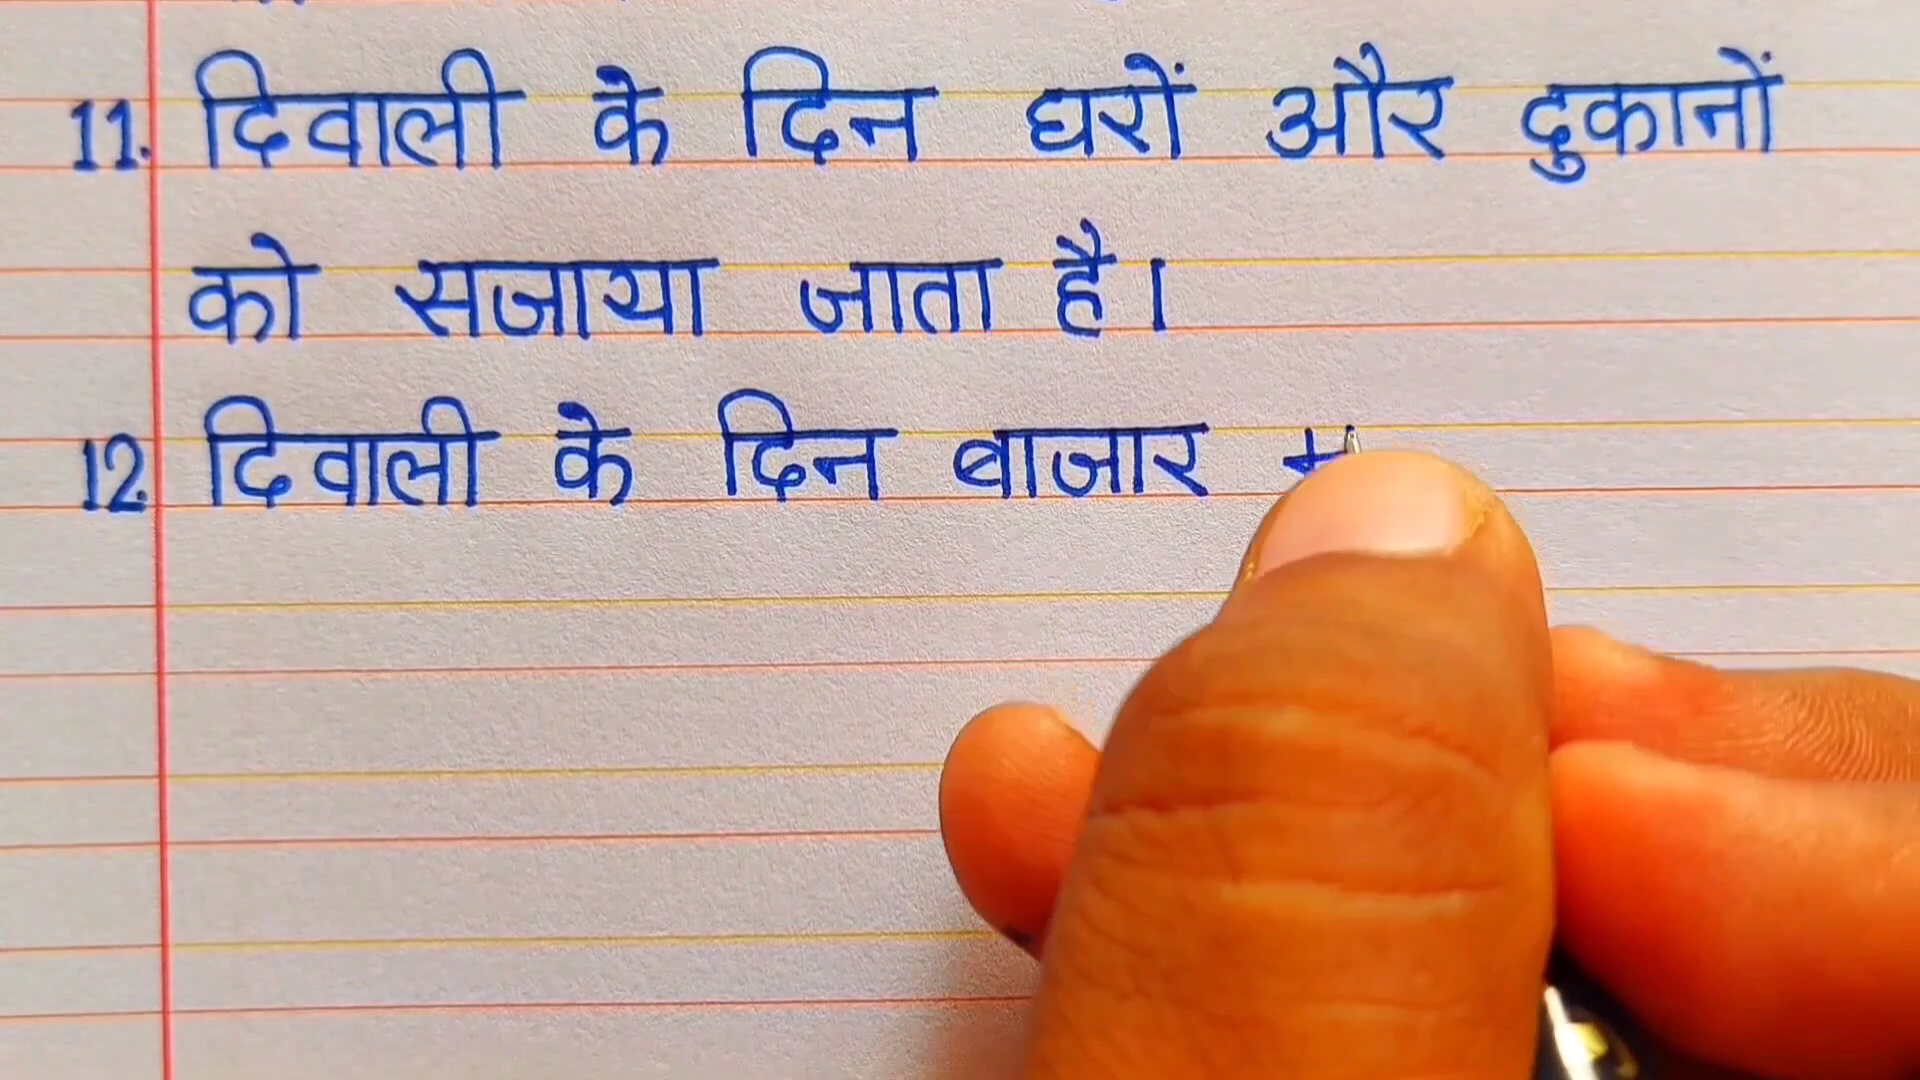 11. दिवाली के दिन घरों और दुकानों
को सजाया जाता है।
12. दिवाली के दिन बाजार